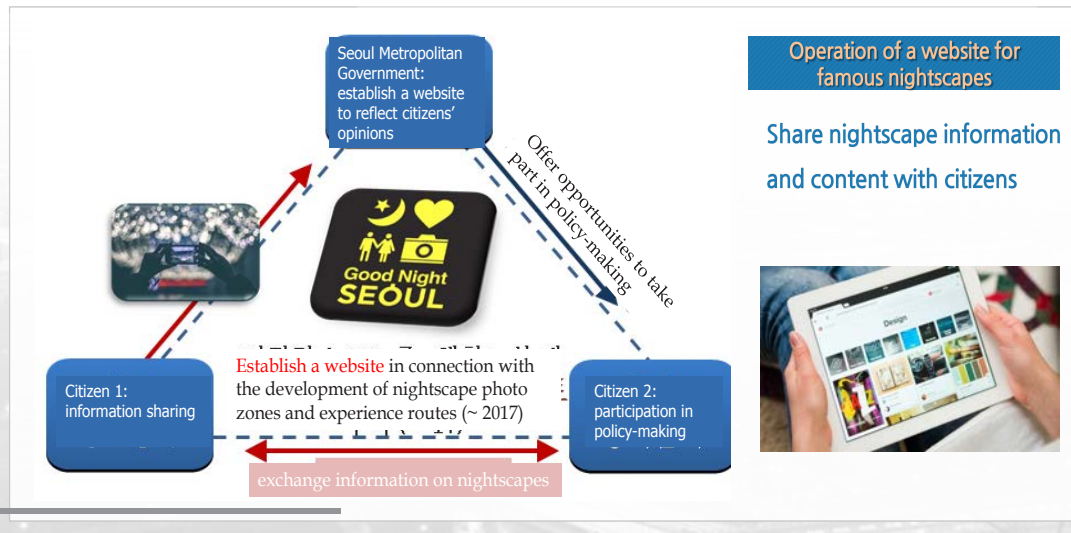 Seoul Metropolitan
Government:
establish a website
to reflect citizens’
opinions
Operation of a website for
famous nightscapes
Share nightscape information
and content with citizens
Offer opportunities to take
part in policy-making
Good Night
SEOUL
Establish a website in connection with
the development of nightscape photo
zones and experience routes (~ 2017)
Citizen 1:
information sharing
Citizen 2:
participation in
policy-making
exchange information on nightscapes
Design